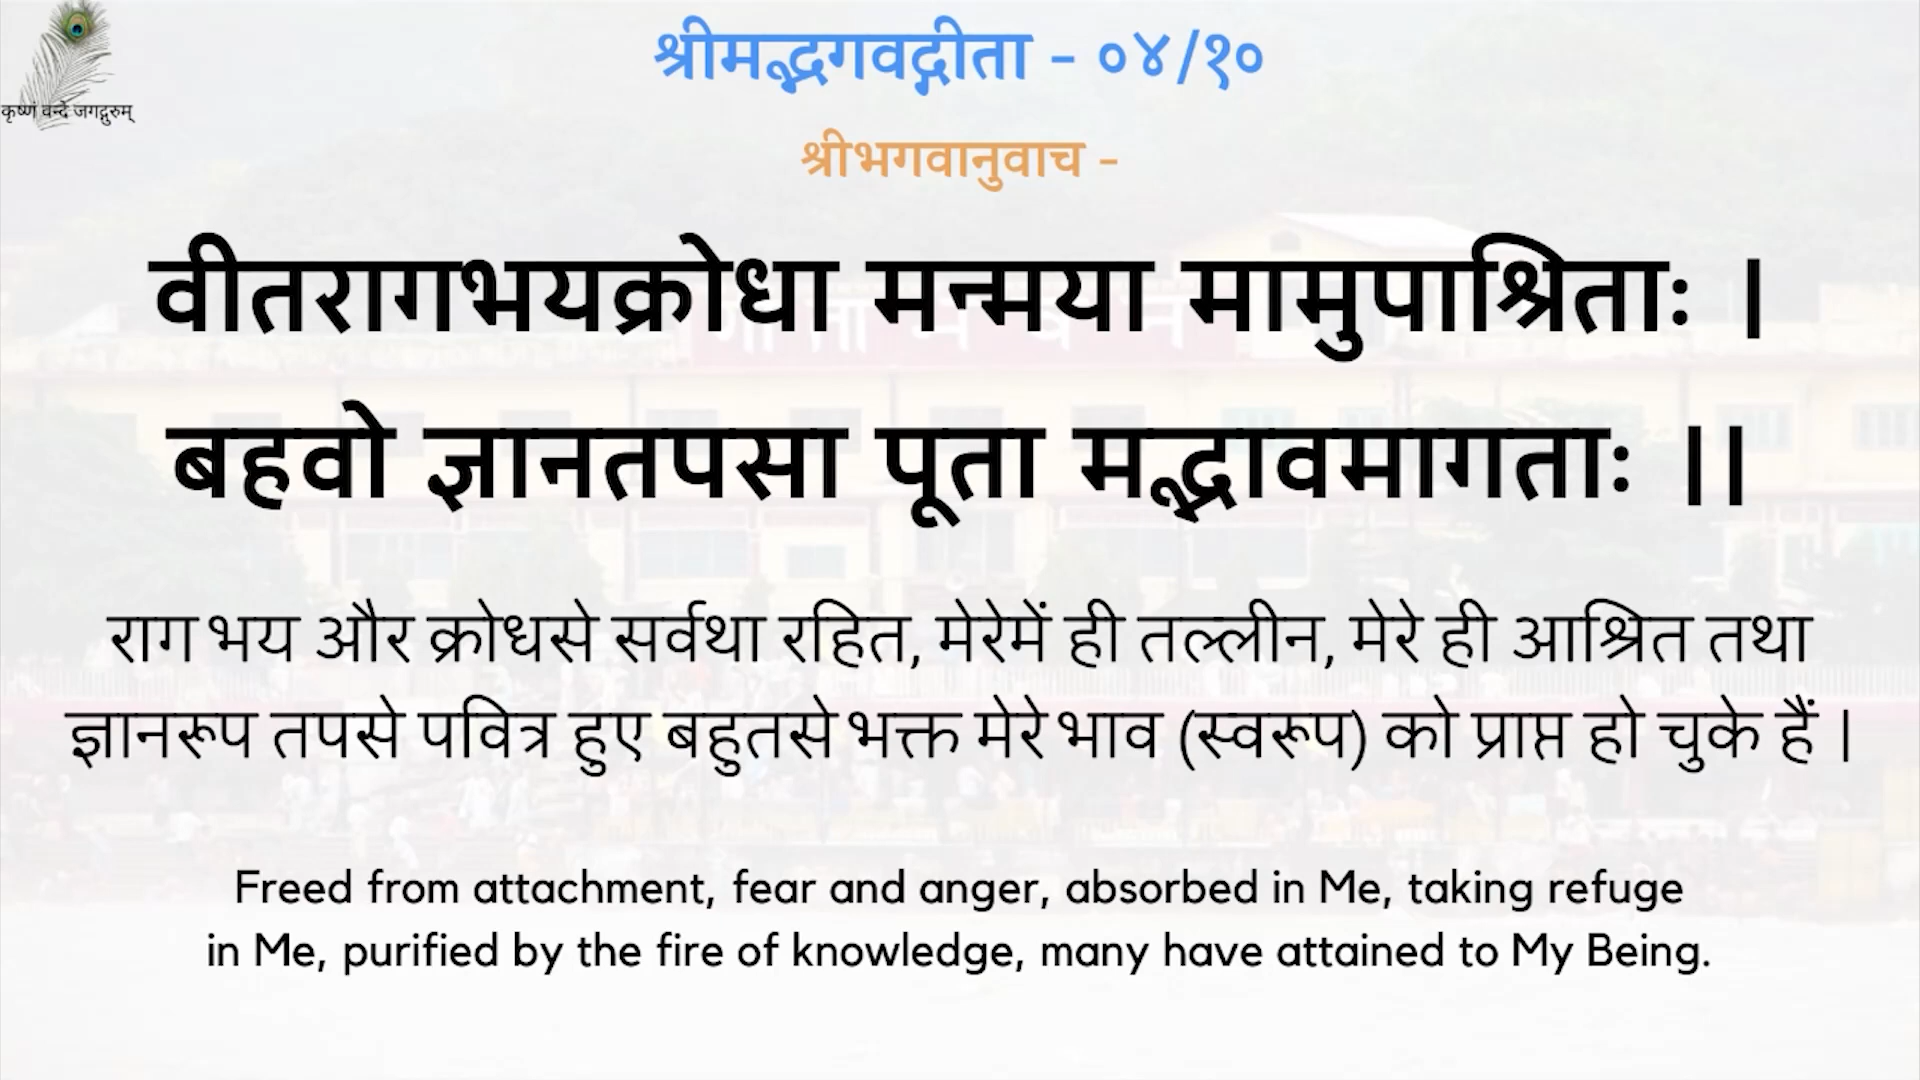 श्रीमद्भगवद्गीता - ०४/१०
कृष्णं वन्दे जगद्गुरुम्
श्रीभगवानुवाच -
वीतरागभयक्रोधा मन्मया मामुपाश्रिताः ।
बहवो ज्ञानतपसा पूता मद्भावमागताः ।।
राग भय और क्रोधसे सर्वथा रहित, मेरेमें ही तल्लीन, मेरे ही आश्रित तथा
ज्ञानरूप तपसे पवित्र हुए बहुतसे भक्त मेरे भाव (स्वरूप) को प्राप्त हो चुके हैं ।
Freed from attachment, fear and anger, absorbed in Me, taking refuge
in Me, purified by the fire of knowledge, many have attained to My Being.